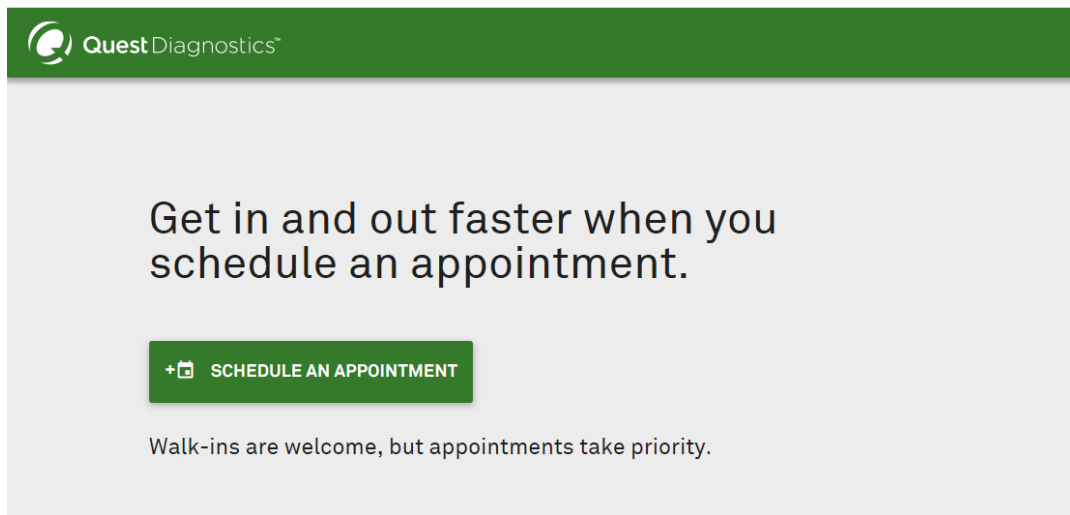 Quest Diagnostics™
Get in and out faster when you
schedule an appointment.
SCHEDULE AN APPOINTMENT
Walk-ins are welcome, but appointments take priority.